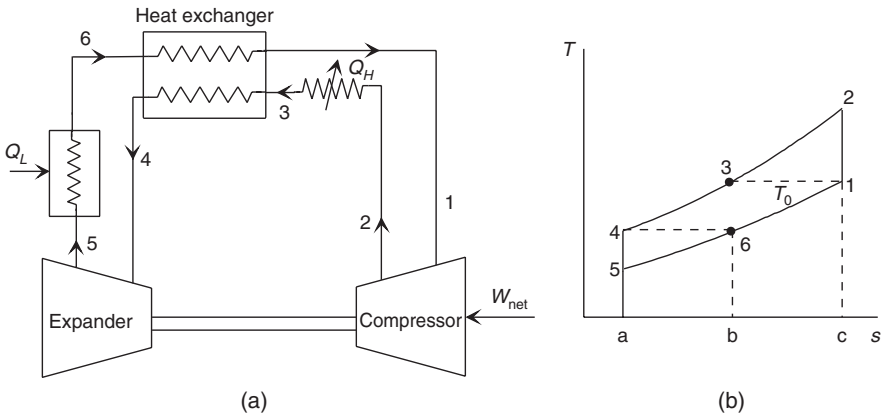 Heat exchanger
6
Q_H
3
Q_L
4
1
2
5
Expander
Compressor
W_net
(a)
T
2
3
T_0
1
4
6
5
a
b
c
s
(b)